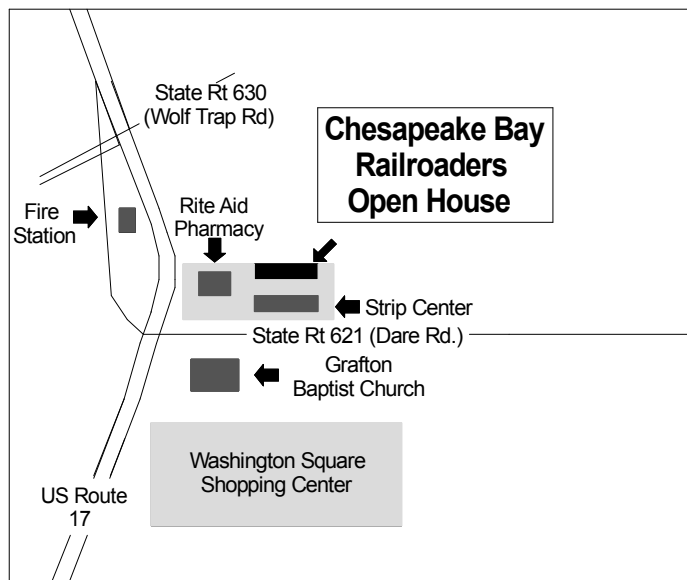 State Rt 630
(Wolf Trap Rd)
Chesapeake Bay
Railroaders
Open House
Fire
Station
Rite Aid
Pharmacy
Strip Center
State Rt 621 (Dare Rd.)
Grafton
Baptist Church
Washington Square
Shopping Center
US Route
17